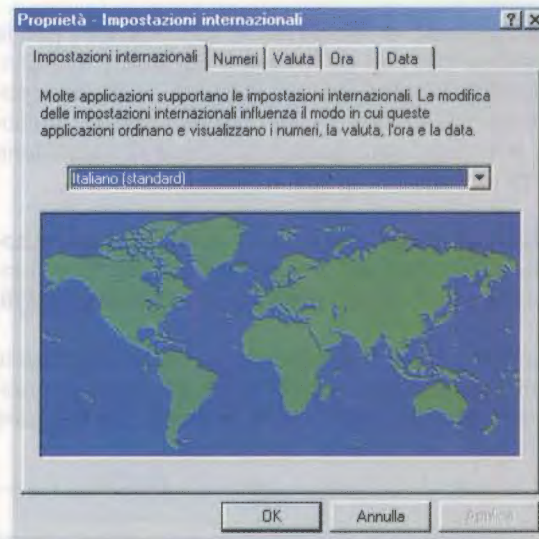 Proprietà - Impostazioni internazionali
Impostazioni internazionali Numeri Valuta Ora Data
Molte applicazioni supportano le impostazioni internazionali. La modifica
delle impostazioni internazionali influenza il modo in cui queste
applicazioni ordinano e visualizzano i numeri, la valuta, l'ora e la data.
Italiano (standard)
OK Annulla Applica